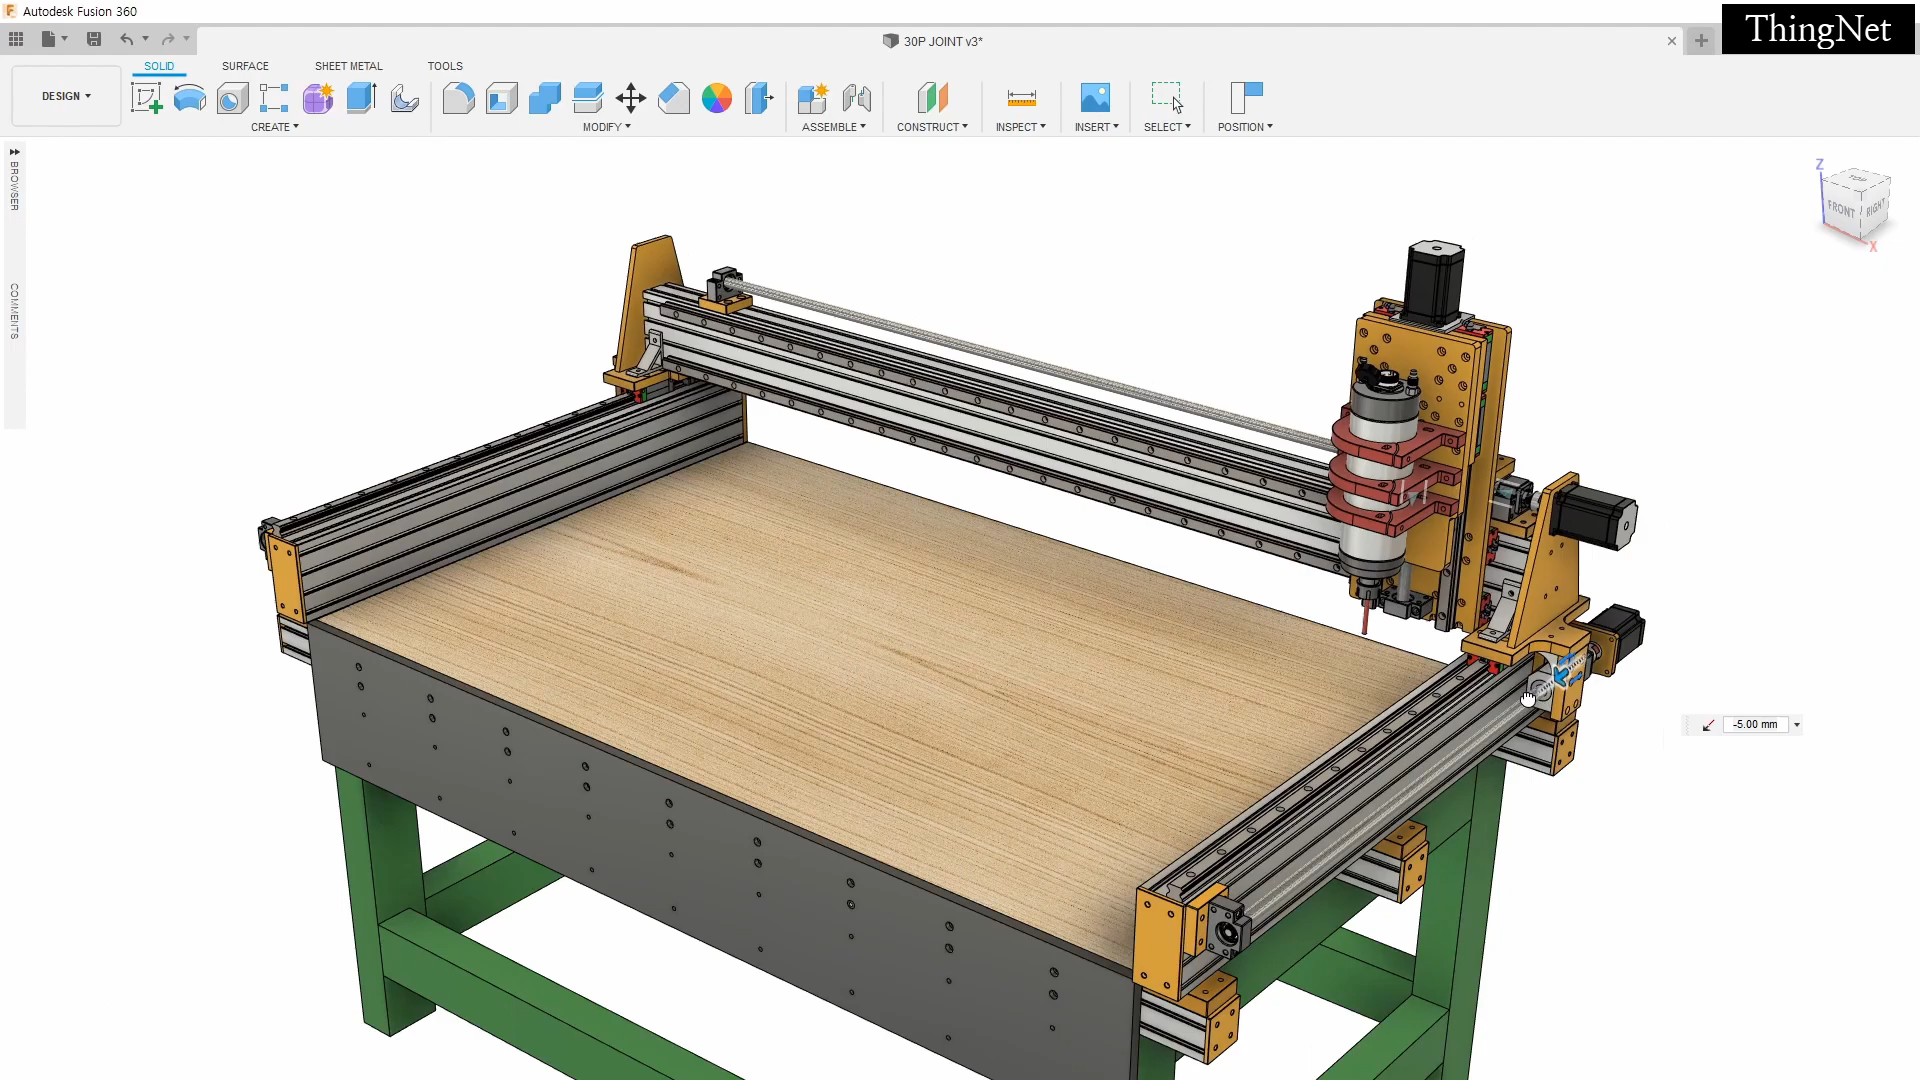 Autodesk Fusion 360
ThingNet
30P JOINT v3*
SOLID
SURFACE
SHEET METAL
TOOLS
DESIGN
CREATE
MODIFY
ASSEMBLE
CONSTRUCT
INSPECT
INSERT
SELECT
POSITION
BROWSER
COMMENTS
Z
TOP
FRONT
RIGHT
X
-5.00 mm